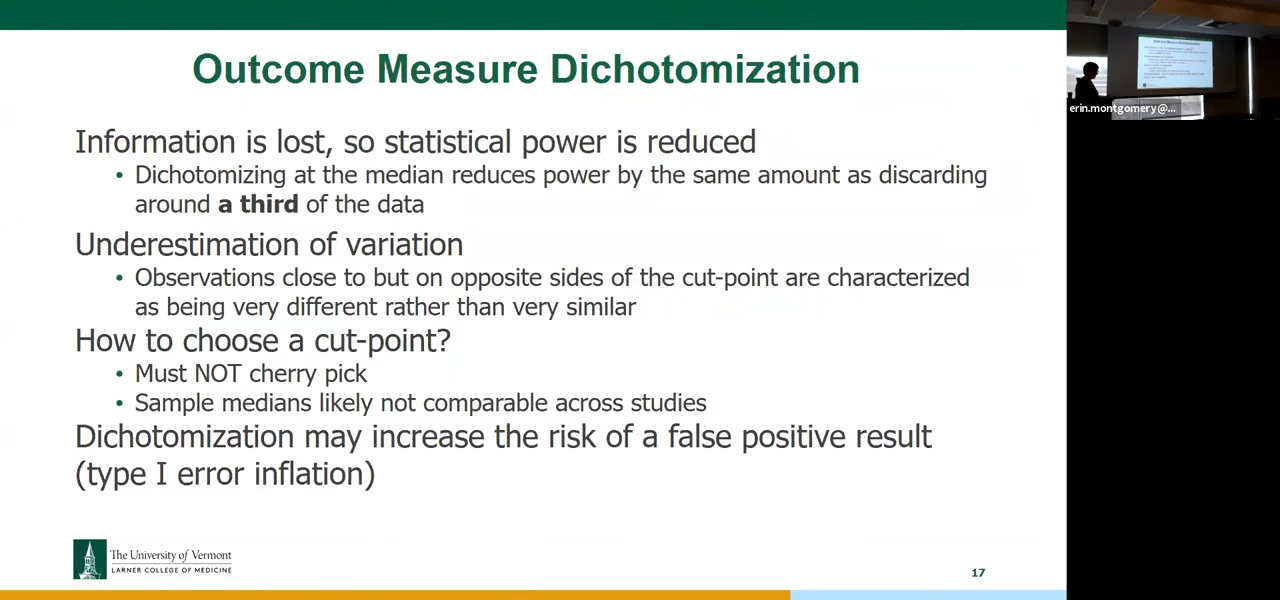 Outcome Measure Dichotomization
Information is lost, so statistical power is reduced
• Dichotomizing at the median reduces power by the same amount as discarding
around a third of the data
Underestimation of variation
• Observations close to but on opposite sides of the cut-point are characterized
as being very different rather than very similar
How to choose a cut-point?
• Must NOT cherry pick
• Sample medians likely not comparable across studies
Dichotomization may increase the risk of a false positive result
(type I error inflation)
The University of Vermont
LARNER COLLEGE OF MEDICINE
17
Outcome Measure Dichotomization
erin.montgomery@...